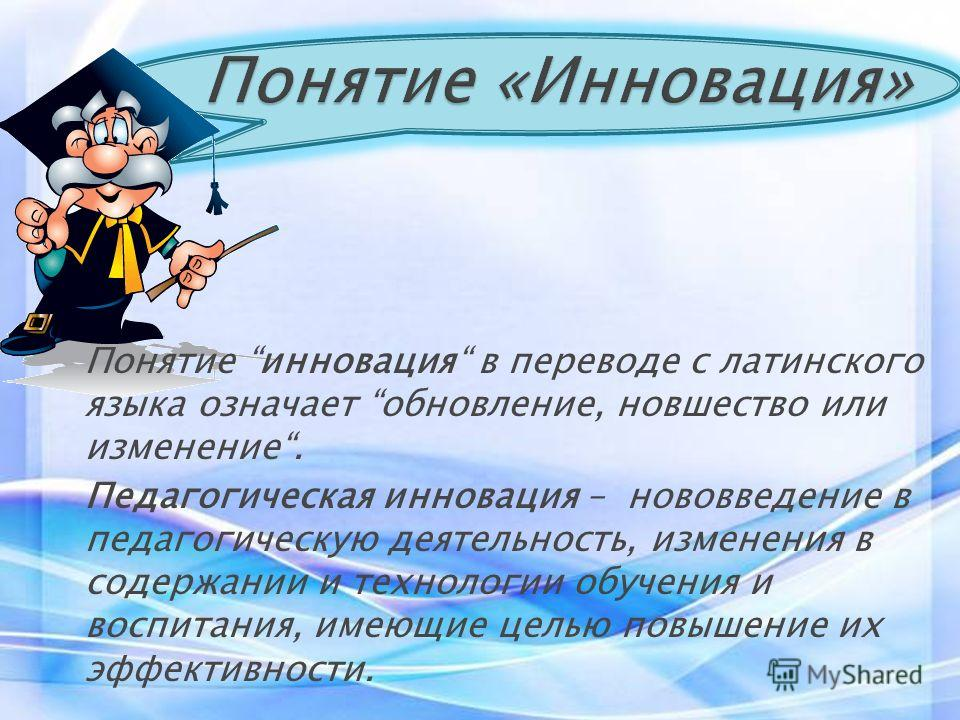 Понятие «Инновация»
Понятие “инновация“ в переводе с латинского
языка означает “обновление, новшество или
изменение“.
Педагогическая инновация – нововведение в
педагогическую деятельность, изменения в
содержании и технологии обучения и
воспитания, имеющие целью повышение их
эффективности.
MyShared